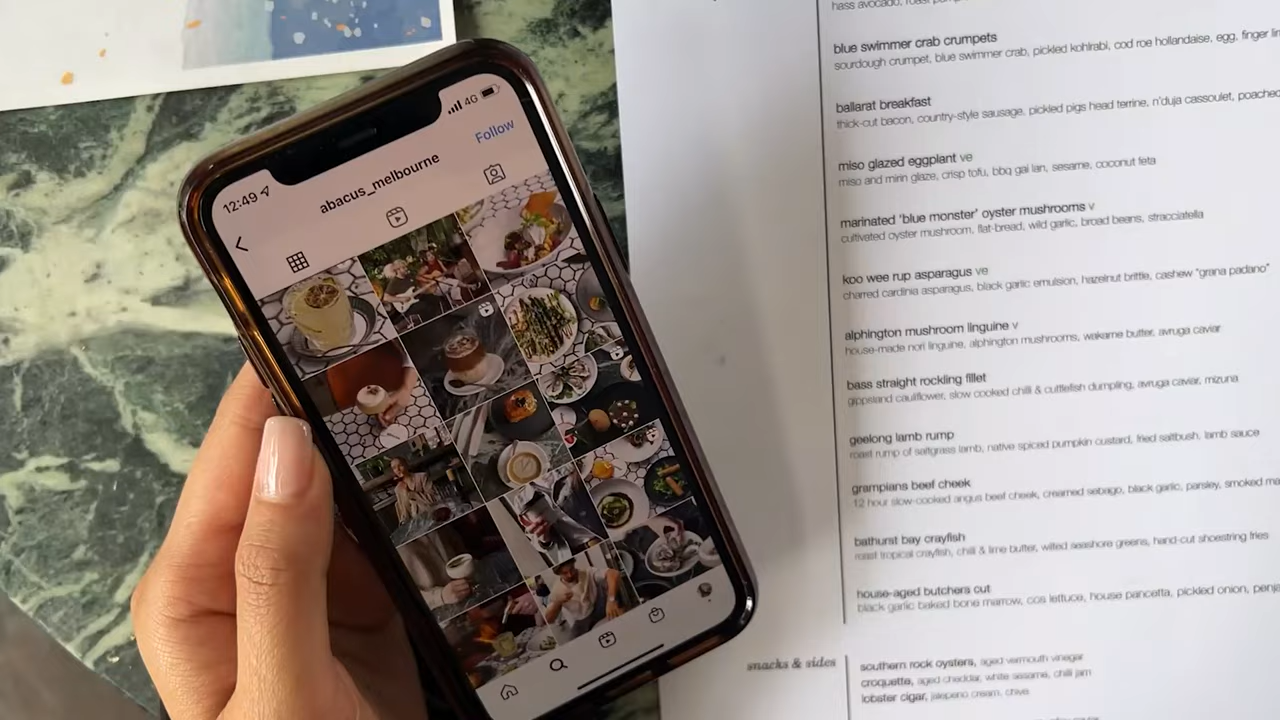 12:49
4G
abacus_melbourne
Follow
hass avocado, roast
blue swimmer crab crumpets
sourdough crumpet, blue swimmer crab, pickled kohlrabi, cod roe hollandaise, egg, finger
ballarat breakfast
thick-cut bacon, country-style sausage, pickled pigs head terrine, n'duja cassoulet, poached
miso glazed eggplant ve
miso and mirin glaze, crisp tofu, bbq gai lan, sesame, coconut feta
marinated 'blue monster' oyster mushrooms v
cultivated oyster mushroom, flat-bread, wild garlic, broad beans, stracciatella
koo wee rup asparagus ve
charred cardinia asparagus, black garlic emulsion, hazelnut brittle, cashew "grana padano"
alphington mushroom linguine v
house-made nori linguine, alphington mushrooms, wakame butter, avruga caviar
bass straight rockling fillet
gippsland cauliflower, slow cooked chilli & cuttlefish dumpling, avruga caviar, mizuna
geelong lamb rump
roast rump of saltgrass lamb, native spiced pumpkin custard, fried saltbush, lamb sauce
grampians beef cheek
12 hour slow-cooked angus beef cheek, creamed sebago, black garlic, parsley, smoked
bathurst bay crayfish
roast tropical crayfish, chilli & lime butter, wilted seashore greens, hand-cut shoestring fries
house-aged butchers cut
black garlic baked bone marrow, cos lettuce, house pancetta, pickled onion,
snacks & sides
southern rock oysters, aged vermouth vinegar
croquette, aged cheddar, white sesame, chilli jam
lobster cigar, jalapeno cream, chive